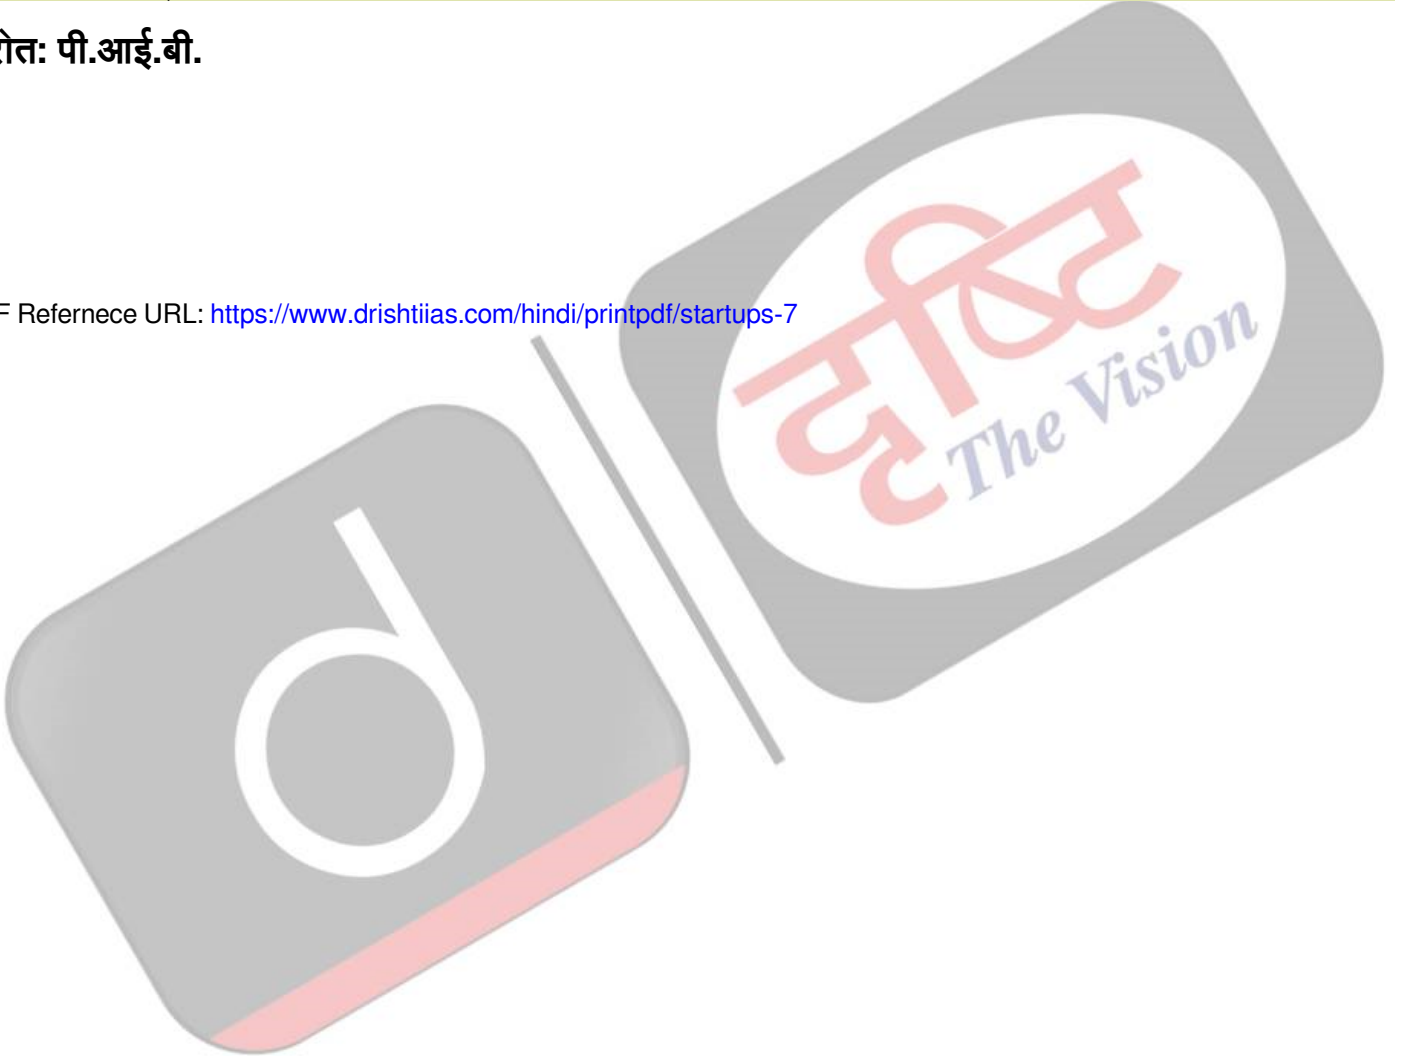 रोत: पी.आई.बी.
F Refernece URL: https://www.drishtiias.com/hindi/printpdf/startups-7
दृष्टि
The Vision
d